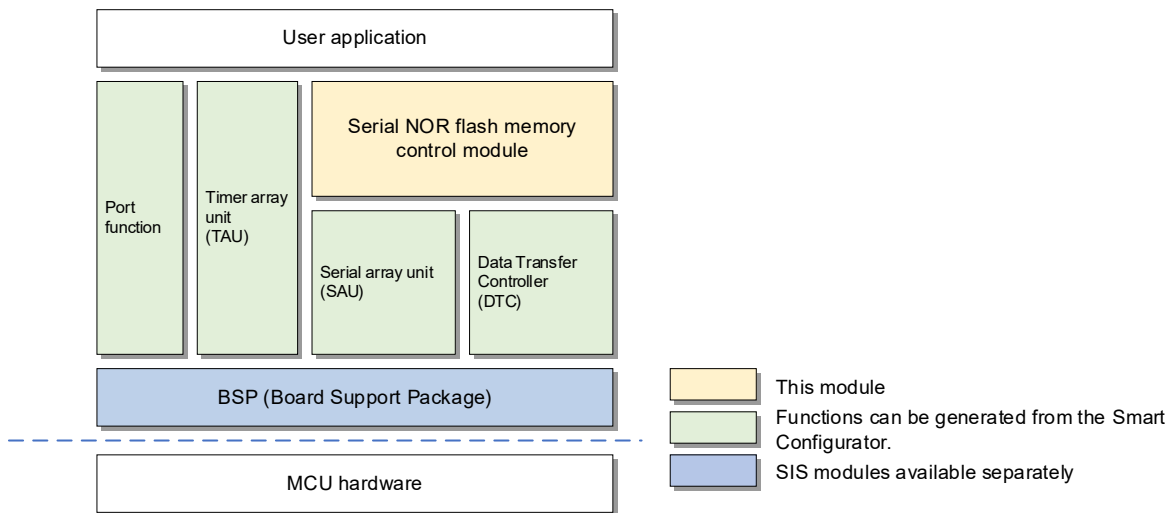 User application
Serial NOR flash memory
control module
Port
function
Timer array
unit
(TAU)
Serial array unit
(SAU)
Data Transfer
Controller
(DTC)
BSP (Board Support Package)
MCU hardware
This module
Functions can be generated from the Smart
Configurator.
SIS modules available separately